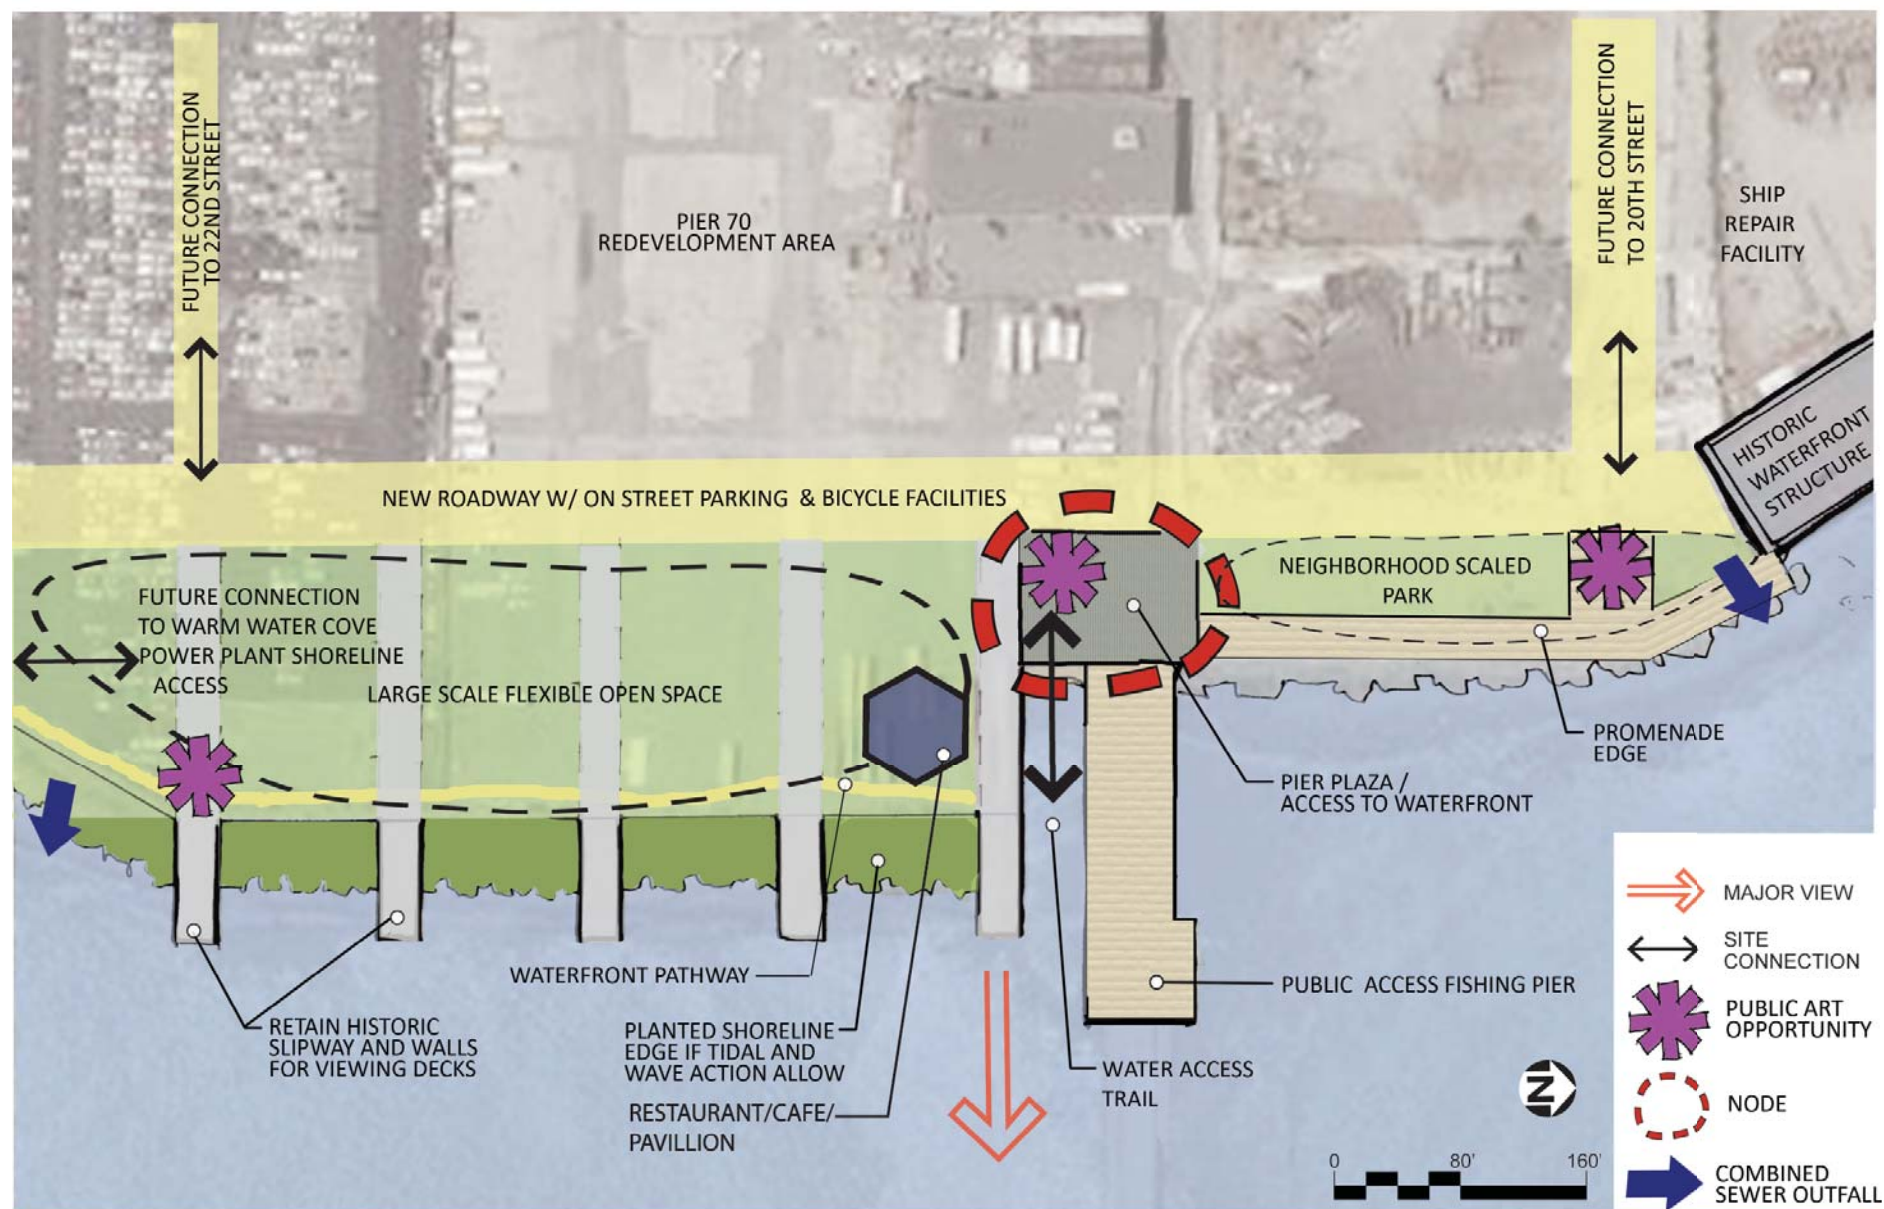 FUTURE CONNECTION
TO 22ND STREET
PIER 70
REDEVELOPMENT AREA
FUTURE CONNECTION
TO 20TH STREET
SHIP
REPAIR
FACILITY
HISTORIC
WATERFRONT
STRUCTURE
NEW ROADWAY W/ ON STREET PARKING & BICYCLE FACILITIES
NEIGHBORHOOD SCALED
PARK
FUTURE CONNECTION
TO WARM WATER COVE
POWER PLANT SHORELINE
ACCESS
LARGE SCALE FLEXIBLE OPEN SPACE
PROMENADE
EDGE
PIER PLAZA /
ACCESS TO WATERFRONT
WATERFRONT PATHWAY
PUBLIC ACCESS FISHING PIER
RETAIN HISTORIC
SLIPWAY AND WALLS
FOR VIEWING DECKS
PLANTED SHORELINE
EDGE IF TIDAL AND
WAVE ACTION ALLOW
RESTAURANT/CAFE/
PAVILLION
WATER ACCESS
TRAIL
N
0 80' 160'
MAJOR VIEW
SITE
CONNECTION
PUBLIC ART
OPPORTUNITY
NODE
COMBINED
SEWER OUTFALL